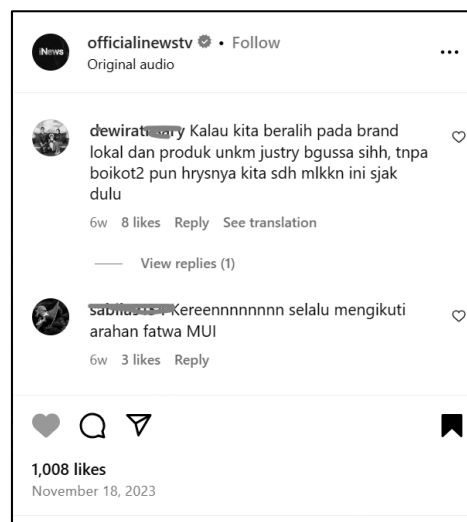 iNews
officialinewstv • Follow
Original audio
Kalau kita beralih pada brand
lokal dan produk unkm justry bgussa sihh, tnpa
boikot2 pun hrysnya kita sdh mlkkn ini sjak
dulu
6w 8 likes Reply See translation
View replies (1)
Kereennnnnnnn selalu mengikuti
arahan fatwa MUI
6w 3 likes Reply
1,008 likes
November 18, 2023